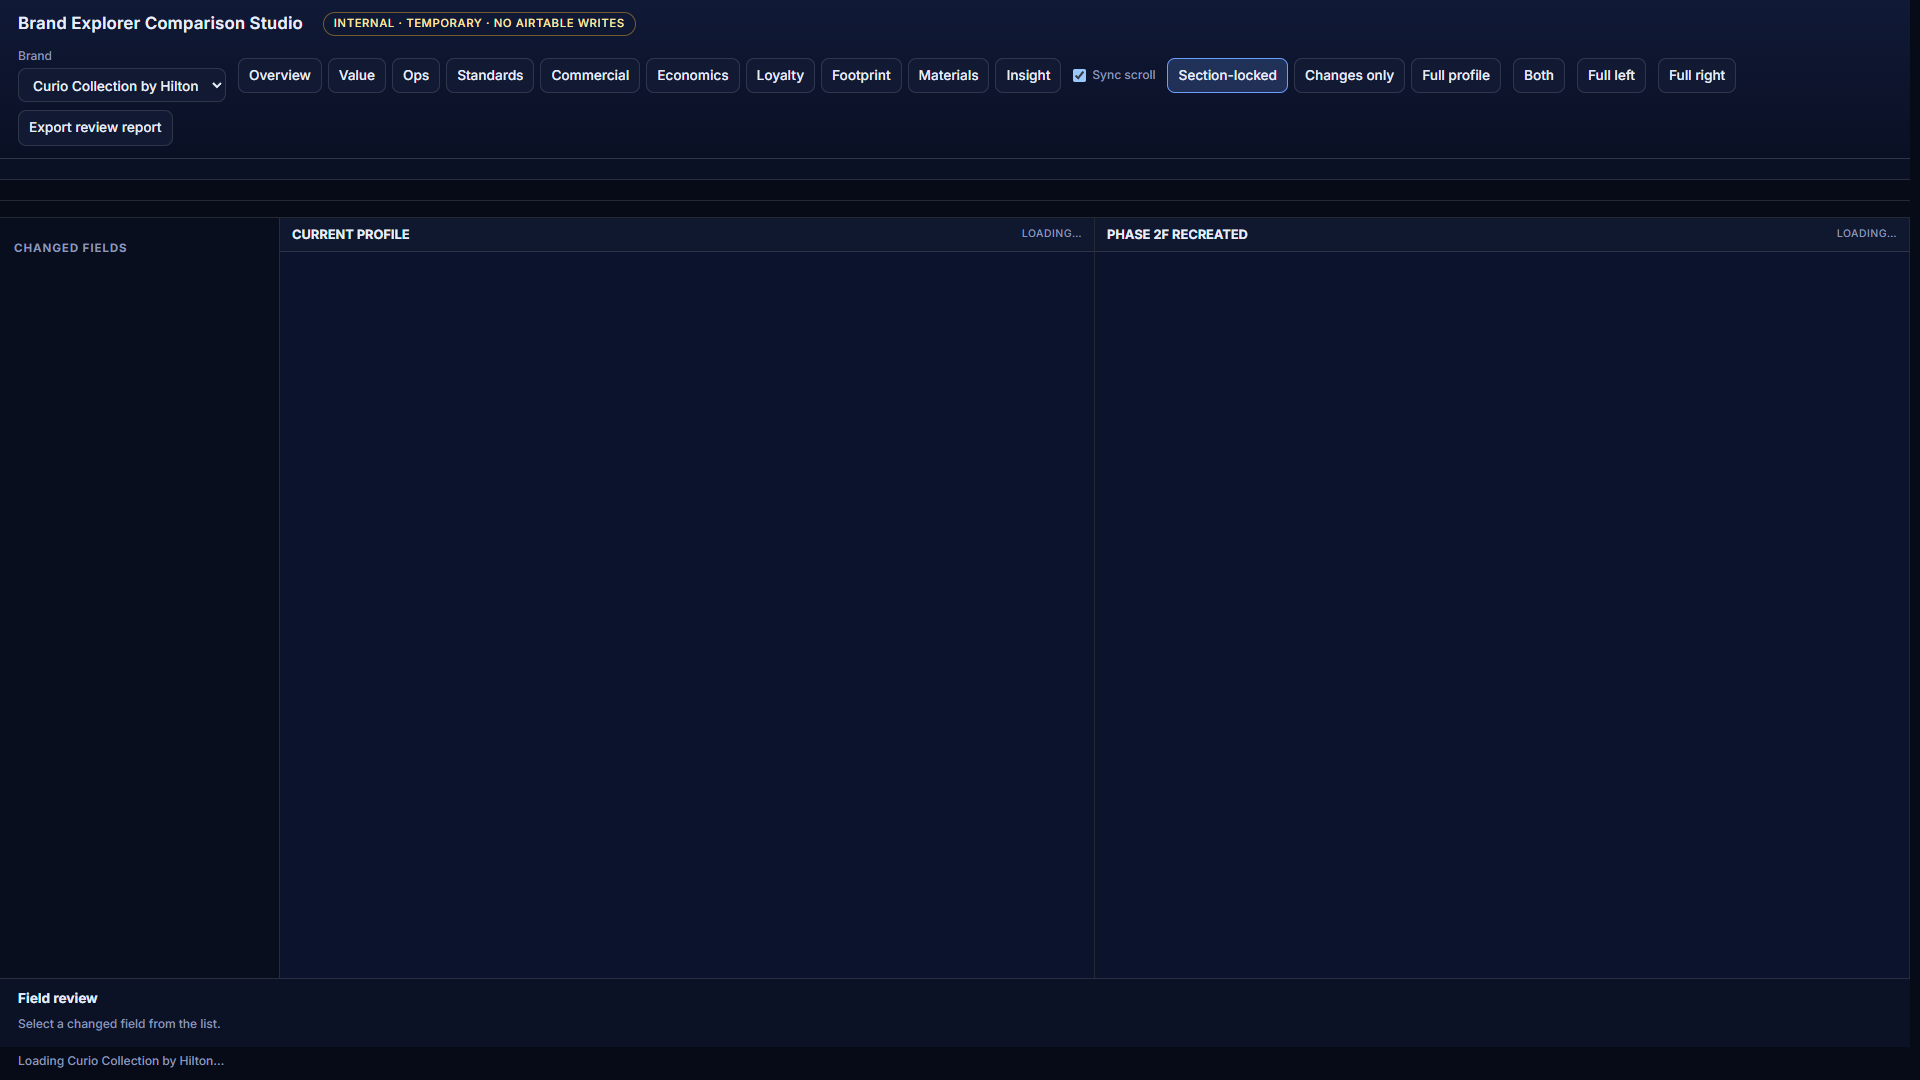 Brand Explorer Comparison Studio
INTERNAL · TEMPORARY · NO AIRTABLE WRITES
Brand
Curio Collection by Hilton
Overview
Value
Ops
Standards
Commercial
Economics
Loyalty
Footprint
Materials
Insight
Sync scroll
Section-locked
Changes only
Full profile
Both
Full left
Full right
Export review report
CHANGED FIELDS
CURRENT PROFILE
LOADING...
PHASE 2F RECREATED
LOADING...
Field review
Select a changed field from the list.
Loading Curio Collection by Hilton...